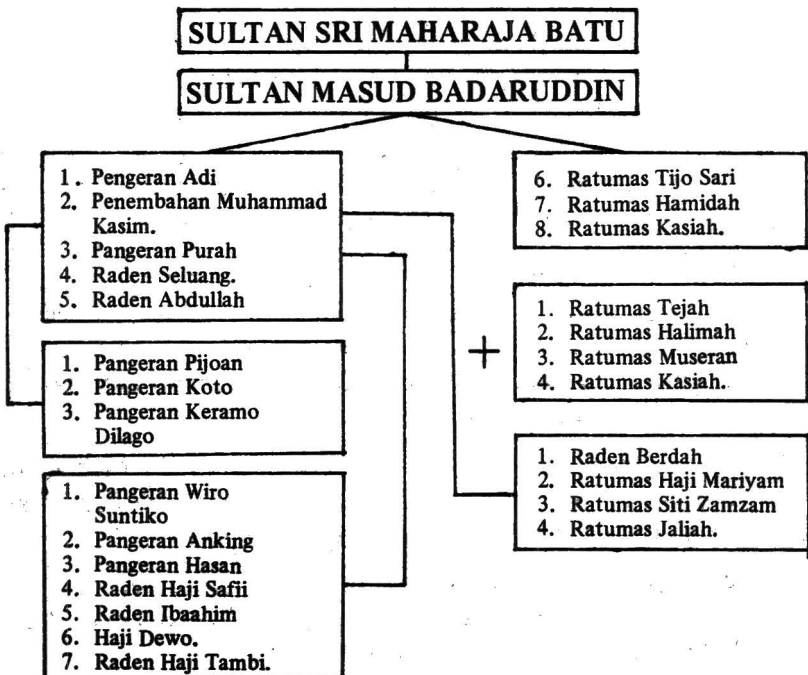 SULTAN SRI MAHARAJA BATU
SULTAN MASUD BADARUDDIN
1. Pengeran Adi
2. Penembahan Muhammad
Kasim.
3. Pangeran Purah
4. Raden Seluang.
5. Raden Abdullah
6. Ratumas Tijo Sari
7. Ratumas Hamidah
8. Ratumas Kasiah.
1. Pangeran Pijoan
2. Pangeran Koto
3. Pangeran Keramo
Dilago
+
1. Ratumas Tejah
2. Ratumas Halimah
3. Ratumas Museran
4. Ratumas Kasiah.
1. Pangeran Wiro
Suntiko
2. Pangeran Anking
3. Pangeran Hasan
4. Raden Haji Safii
5. Raden Ibaahim
6. Haji Dewo.
7. Raden Haji Tambi.
1. Raden Berdah
2. Ratumas Haji Mariyam
3. Ratumas Siti Zamzam
4. Ratumas Jaliah.